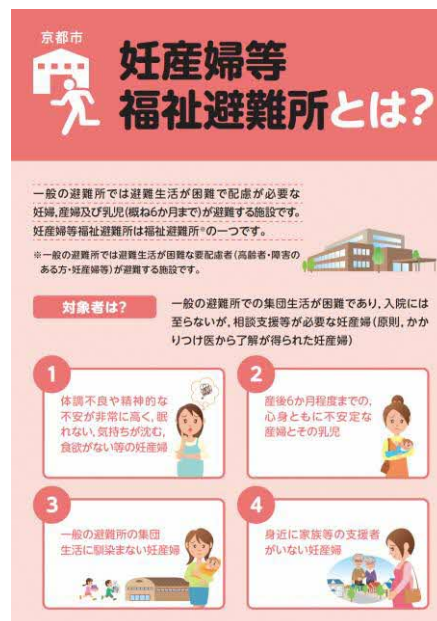 京都市
妊産婦等
福祉避難所とは?
一般の避難所では避難生活が困難で配慮が必要な
妊婦,産婦及び乳児(概ね6か月まで)が避難する施設です。
妊産婦等福祉避難所は福祉避難所※の一つです。
※一般の避難所では避難生活が困難な要配慮者(高齢者・障害の
ある方・妊産婦等)が避難する施設です。
対象者は?
一般の避難所での集団生活が困難であり,入院には
至らないが,相談支援等が必要な妊産婦(原則,かか
りつけ医から了解が得られた妊産婦)
1
体調不良や精神的な
不安が非常に高く,眠
れない,気持ちが沈む,
食欲がない等の妊産婦
2
産後6か月程度までの,
心身ともに不安定な
産婦とその乳児
3
一般の避難所の集団
生活に馴染まない妊産婦
4
身近に家族等の支援者
がいない妊産婦